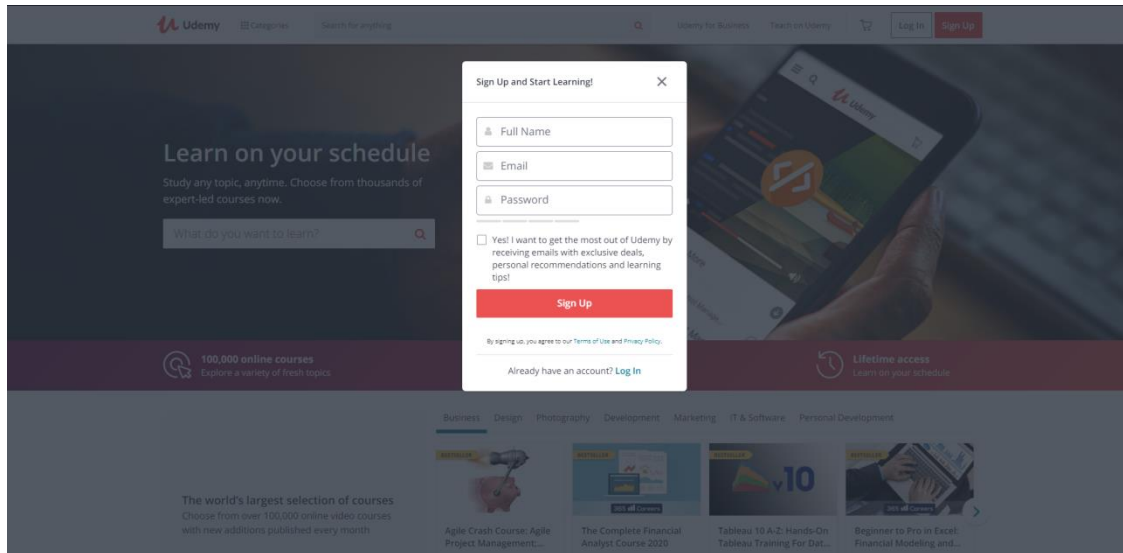 Udemy
Categories
Search for anything
Udemy for Business
Teach on Udemy
Log In
Sign Up
Sign Up and Start Learning!
Full Name
Email
Password
Yes! I want to get the most out of Udemy by
receiving emails with exclusive deals,
personal recommendations and learning
tips!
Sign Up
By signing up, you agree to our Terms of Use and Privacy Policy.
Already have an account? Log In
Learn on your schedule
Study any topic, anytime. Choose from thousands of
expert-led courses now.
What do you want to learn?
Udemy
100,000 online courses
Explore a variety of fresh topics
Lifetime access
Learn on your schedule
The world's largest selection of courses
Choose from over 100,000 online video courses
with new additions published every month
Business
Design
Photography
Development
Marketing
IT & Software
Personal Development
BESTSELLER
Agile Crash Course: Agile
Project Management;...
BESTSELLER
365 Careers
The Complete Financial
Analyst Course 2020
BESTSELLER
v10
Tableau 10 A-Z: Hands-On
Tableau Training For Dat...
BESTSELLER
365 Careers
Beginner to Pro in Excel:
Financial Modeling and...